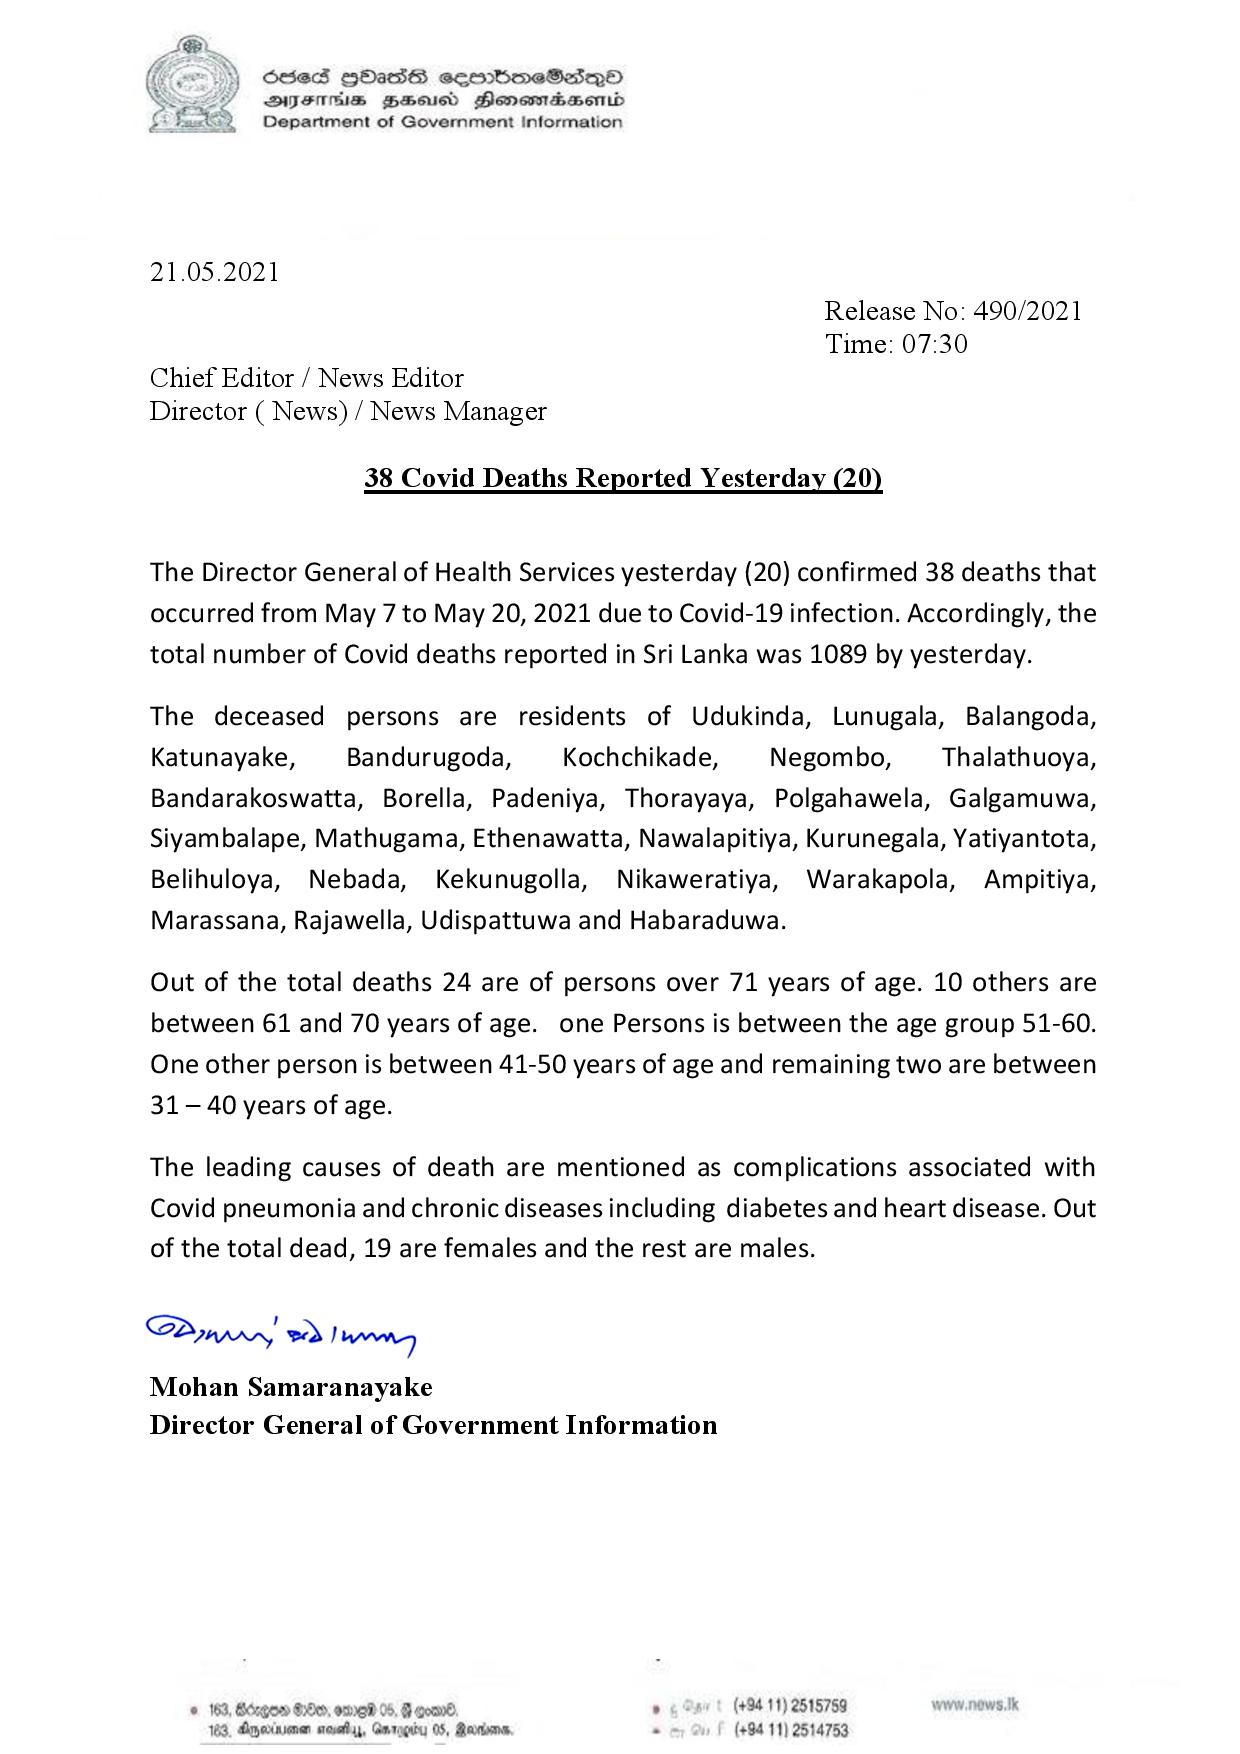 රජයේ ප්‍රවෘත්ති දෙපාර්තමේන්තුව
அரசாங்க தகவல் திணைக்களம்
Department of Government Information
21.05.2021
Release No: 490/2021
Time: 07:30
Chief Editor / News Editor
Director ( News) / News Manager
38 Covid Deaths Reported Yesterday (20)
The Director General of Health Services yesterday (20) confirmed 38 deaths that
occurred from May 7 to May 20, 2021 due to Covid-19 infection. Accordingly, the
total number of Covid deaths reported in Sri Lanka was 1089 by yesterday.
The deceased persons are residents of Udukinda, Lunugala, Balangoda,
Katunayake, Bandurugoda, Kochchikade, Negombo, Thalathuoya,
Bandarakoswatta, Borella, Padeniya, Thorayaya, Polgahawela, Galgamuwa,
Siyambalape, Mathugama, Ethenawatta, Nawalapitiya, Kurunegala, Yatiyantota,
Belihuloya, Nebada, Kekunugolla, Nikaweratiya, Warakapola, Ampitiya,
Marassana, Rajawella, Udispattuwa and Habaraduwa.
Out of the total deaths 24 are of persons over 71 years of age. 10 others are
between 61 and 70 years of age. one Persons is between the age group 51-60.
One other person is between 41-50 years of age and remaining two are between
31 – 40 years of age.
The leading causes of death are mentioned as complications associated with
Covid pneumonia and chronic diseases including diabetes and heart disease. Out
of the total dead, 19 are females and the rest are males.
Mohan Samaranayake
Director General of Government Information
163, කිරුලපන මාවත, කොළඹ 05, ශ්‍රී ලංකාව.
163, கிருலப்பனை எவனியூ, கொழும்பு 05, இலங்கை.
(+94 11) 2515759
(+94 11) 2514753
www.news.lk